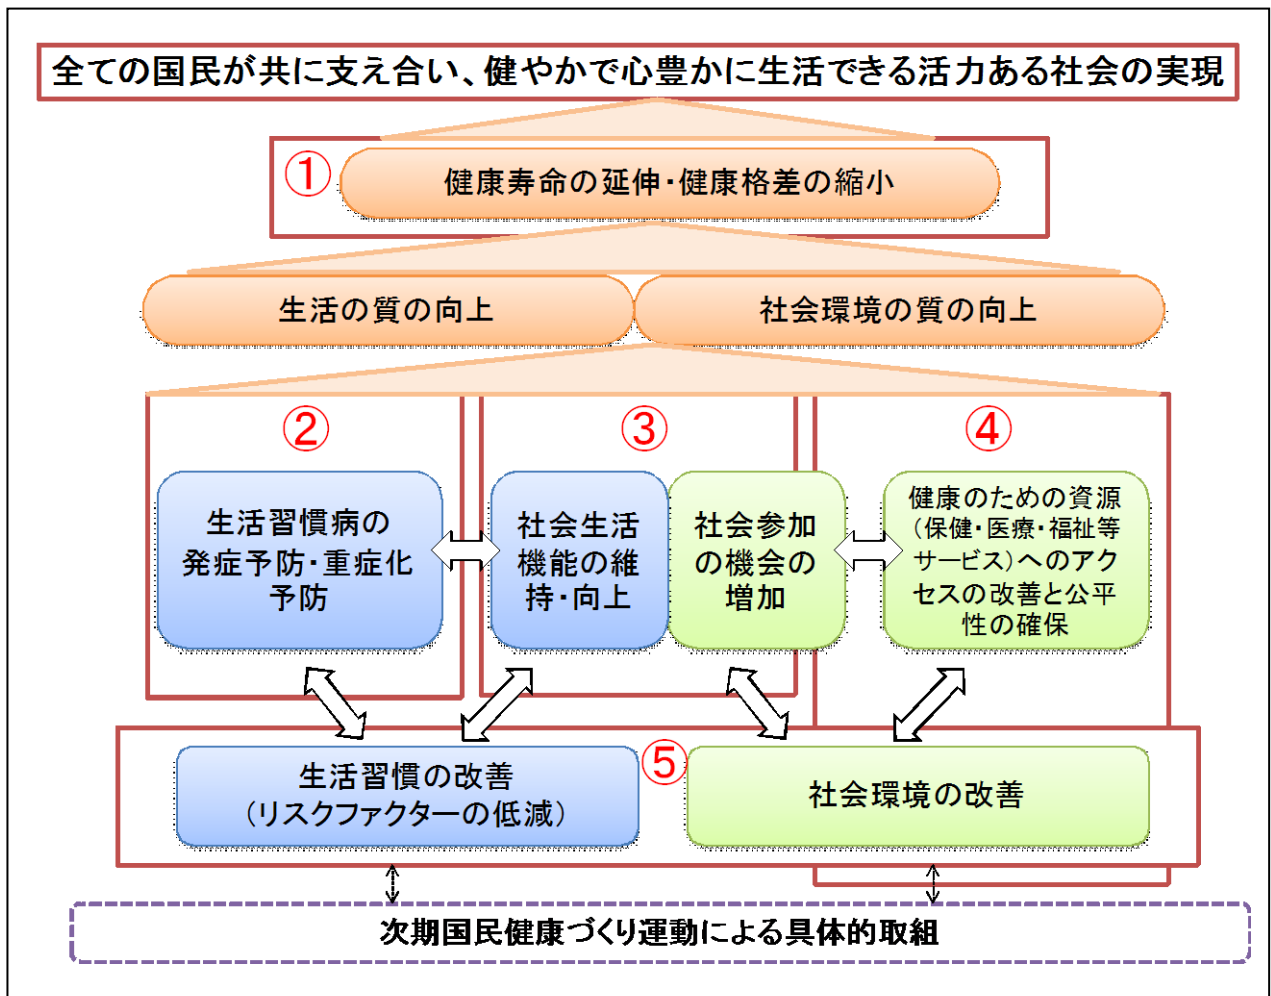 全ての国民が共に支え合い、健やかで心豊かに生活できる活力ある社会の実現
①
健康寿命の延伸・健康格差の縮小
生活の質の向上
社会環境の質の向上
②
③
④
生活習慣病の
発症予防・重症化
予防
社会生活
機能の維
持・向上
社会参加
の機会の
増加
健康のための資源
（保健・医療・福祉等
サービス）へのアク
セスの改善と公平
性の確保
生活習慣の改善
（リスクファクターの低減）
⑤
社会環境の改善
次期国民健康づくり運動による具体的取組